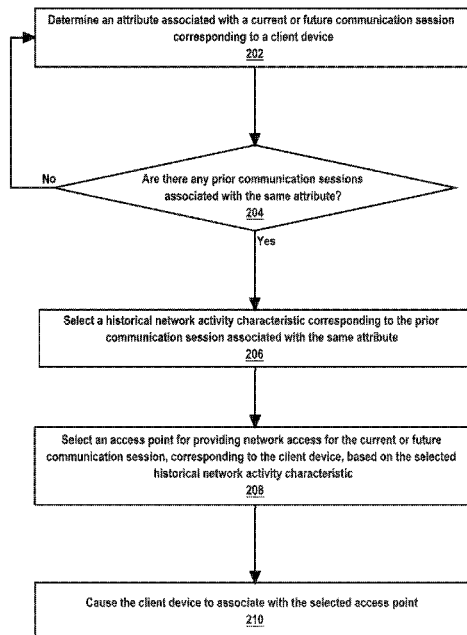 Determine an attribute associated with a current or future communication session
corresponding to a client device
202
No
Are there any prior communication sessions
associated with the same attribute?
204
Yes
Select a historical network activity characteristic corresponding to the prior
communication session associated with the same attribute
206
Select an access point for providing network access for the current or future
communication session, corresponding to the client device, based on the selected
historical network activity characteristic
208
Cause the client device to associate with the selected access point
210